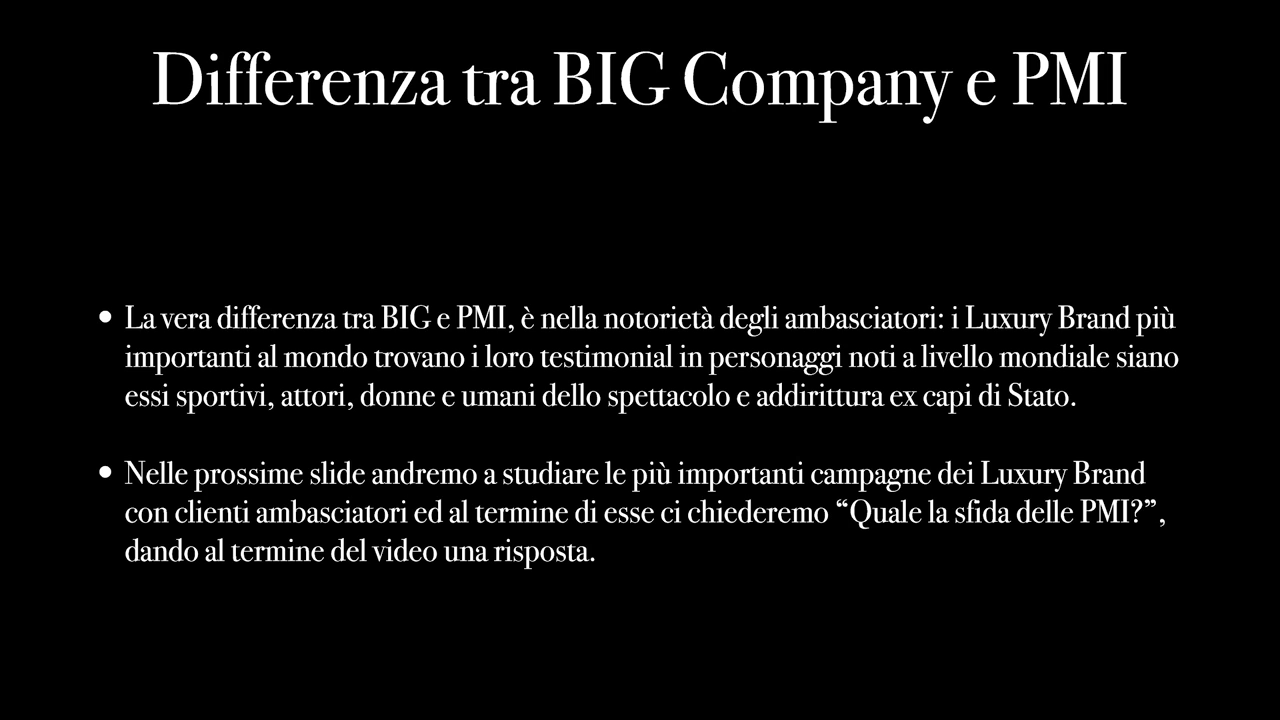 Differenza tra BIG Company e PMI
• La vera differenza tra BIG e PMI, è nella notorietà degli ambasciatori: i Luxury Brand più
importanti al mondo trovano i loro testimonial in personaggi noti a livello mondiale siano
essi sportivi, attori, donne e umani dello spettacolo e addirittura ex capi di Stato.
• Nelle prossime slide andremo a studiare le più importanti campagne dei Luxury Brand
con clienti ambasciatori ed al termine di esse ci chiederemo “Quale la sfida delle PMI?”,
dando al termine del video una risposta.